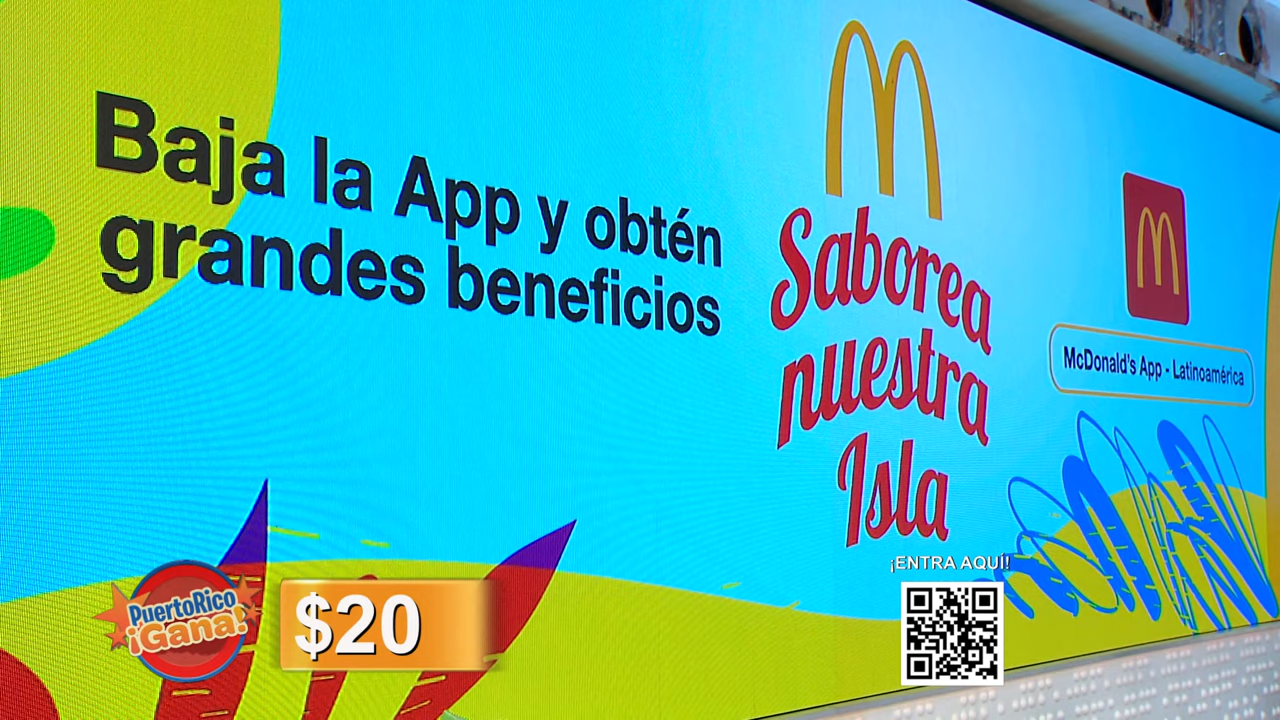 Baja la App y obtén
grandes beneficios
Saborea
nuestra
Isla
McDonald's App - Latinoamérica
¡ENTRA AQUÍ!
PuertoRico
¡Gana!
$20